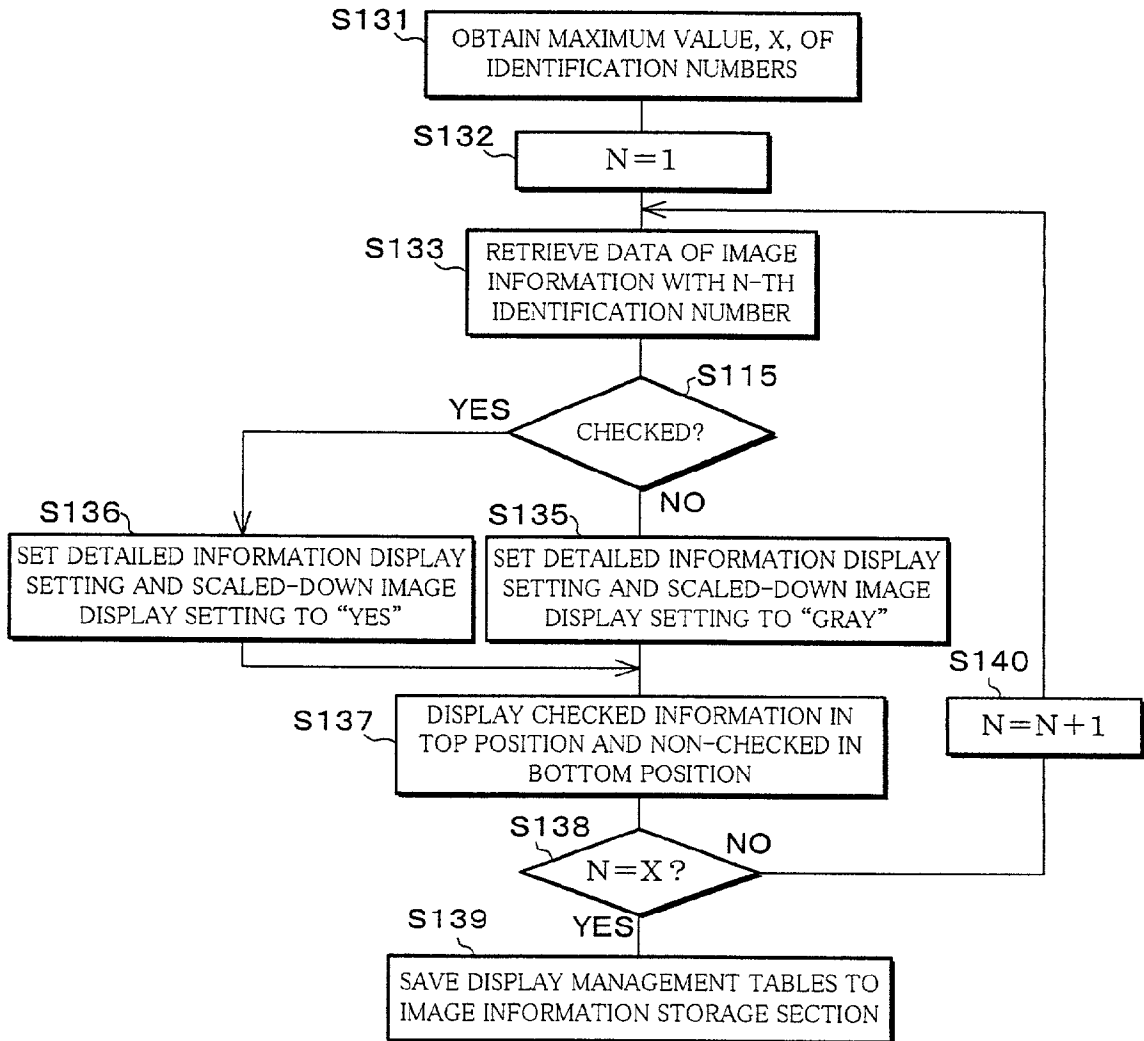 S131
OBTAIN MAXIMUM VALUE, X, OF
IDENTIFICATION NUMBERS
S132
N=1
S133
RETRIEVE DATA OF IMAGE
INFORMATION WITH N-TH
IDENTIFICATION NUMBER
S115
YES
CHECKED?
NO
S136
SET DETAILED INFORMATION DISPLAY
SETTING AND SCALED-DOWN IMAGE
DISPLAY SETTING TO “YES”
S135
SET DETAILED INFORMATION DISPLAY
SETTING AND SCALED-DOWN IMAGE
DISPLAY SETTING TO “GRAY”
S140
N=N+1
S137
DISPLAY CHECKED INFORMATION IN
TOP POSITION AND NON-CHECKED IN
BOTTOM POSITION
S138
N=X?
NO
YES
S139
SAVE DISPLAY MANAGEMENT TABLES TO
IMAGE INFORMATION STORAGE SECTION